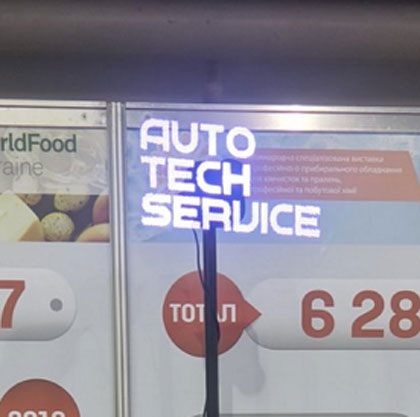 AUTO
TECH
SERVICE
rldFood
raine
спеціалізована виставка
прибирального обладнання
хімчисток та пралень,
професійної та побутової хімії
7
ТОТАЛ
6 28